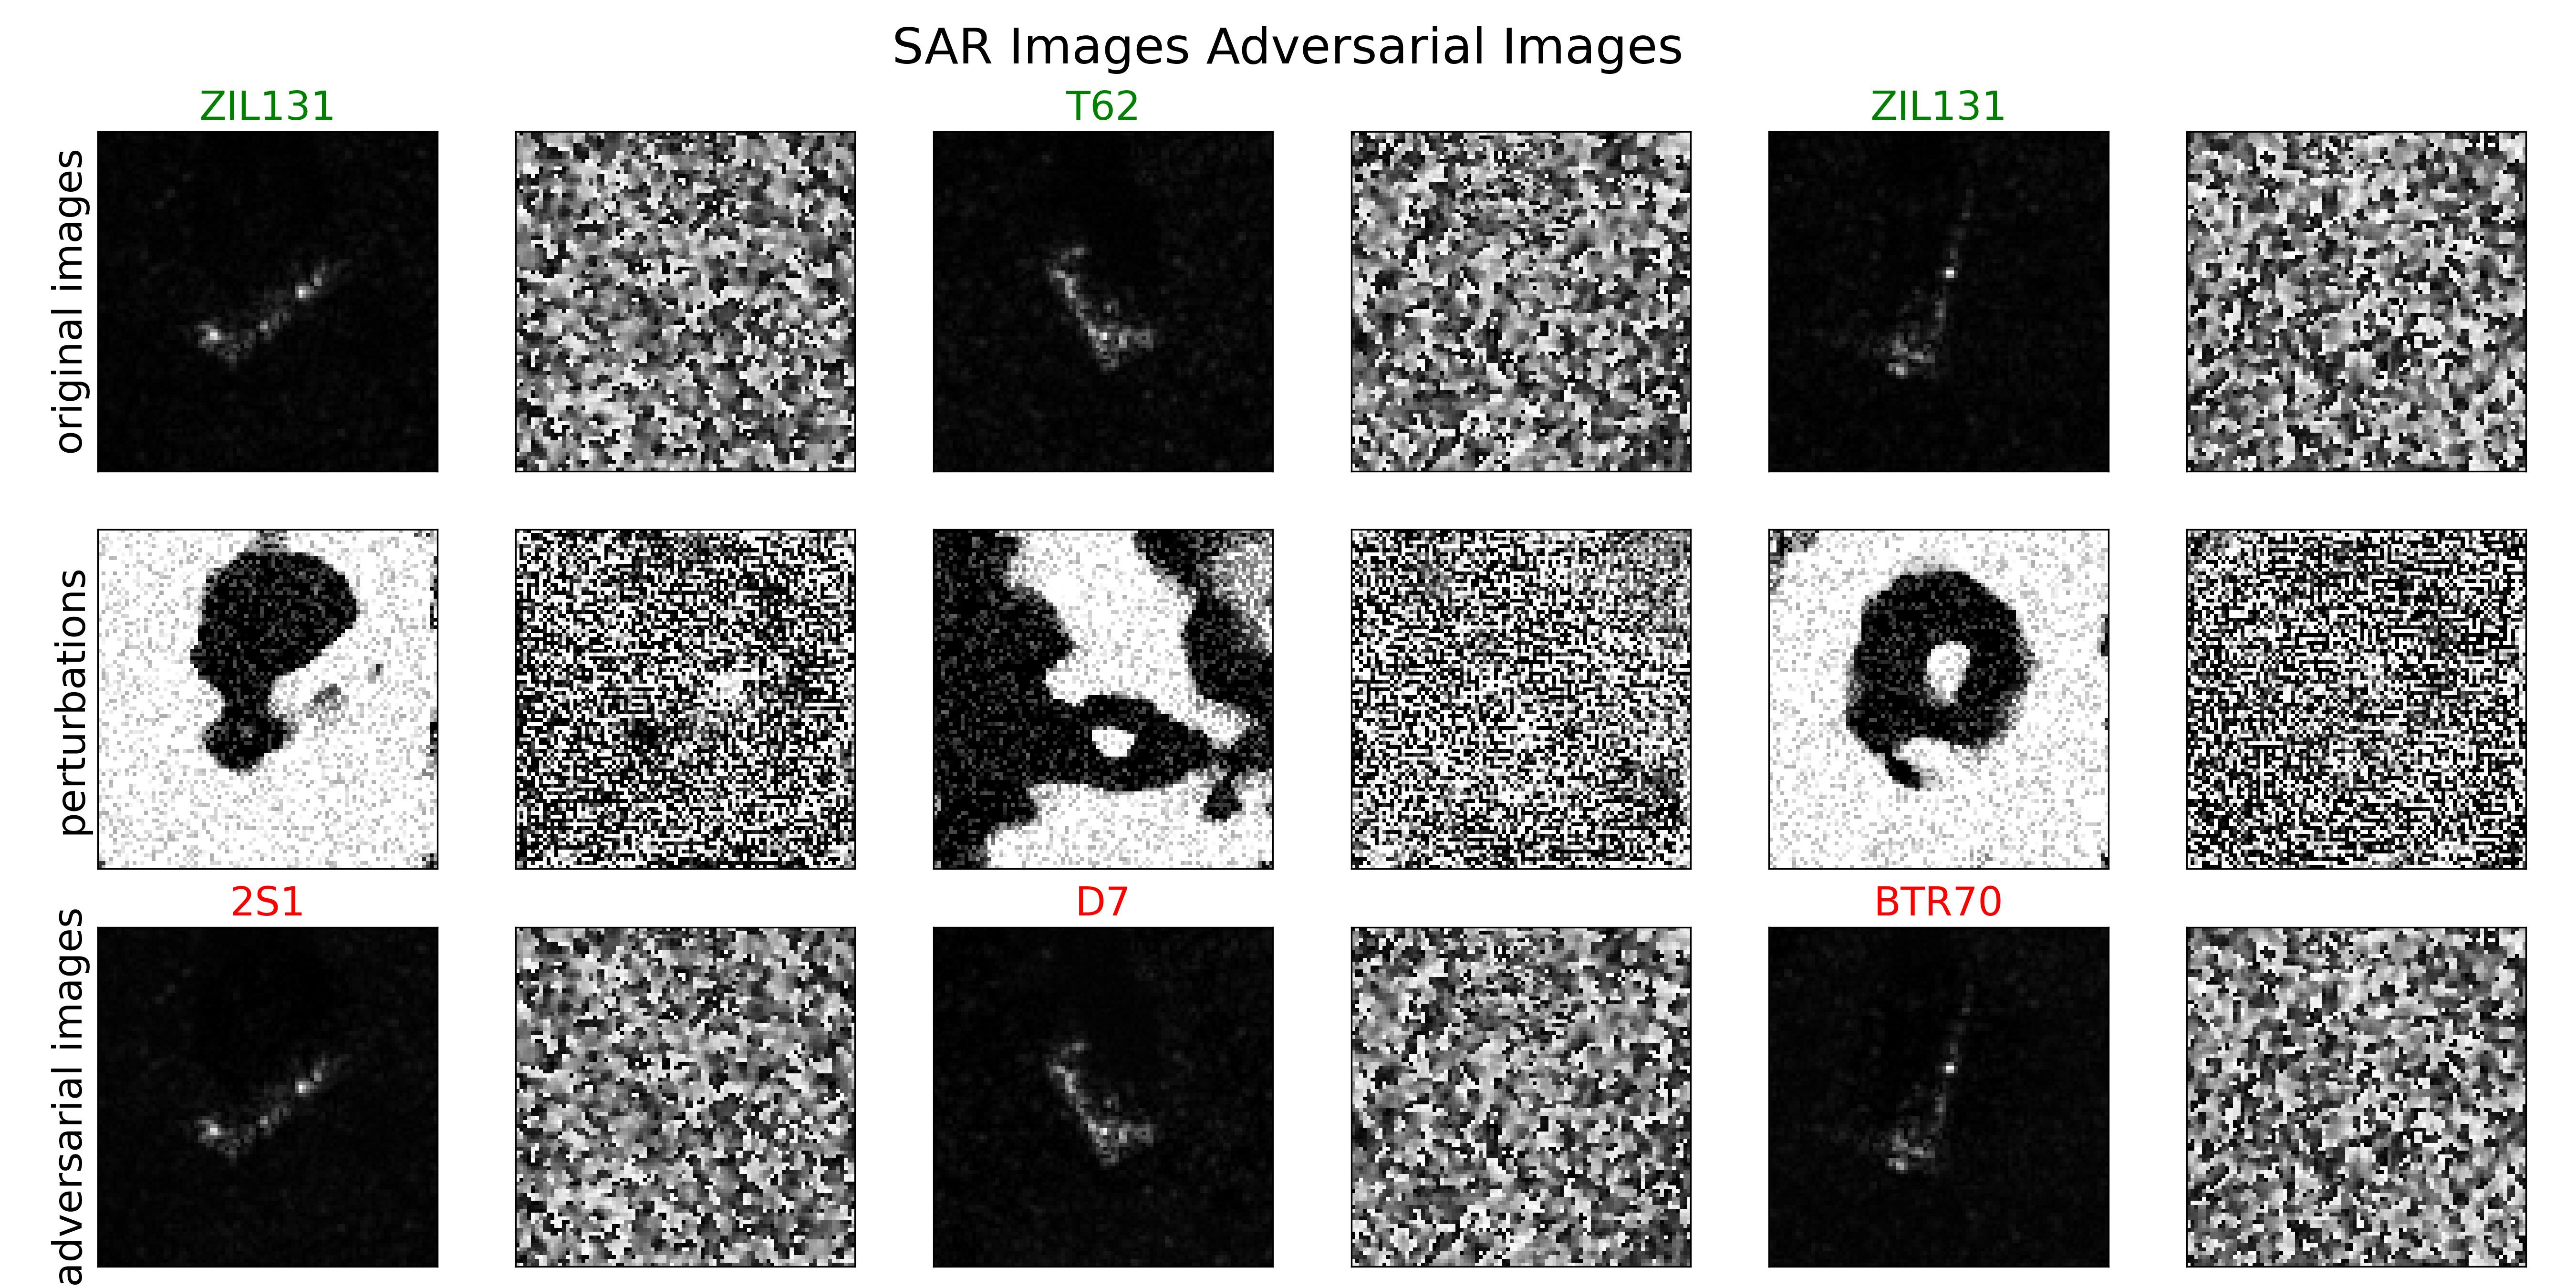 SAR Images Adversarial Images
ZIL131
T62
ZIL131
original images
perturbations
2S1
D7
BTR70
adversarial images